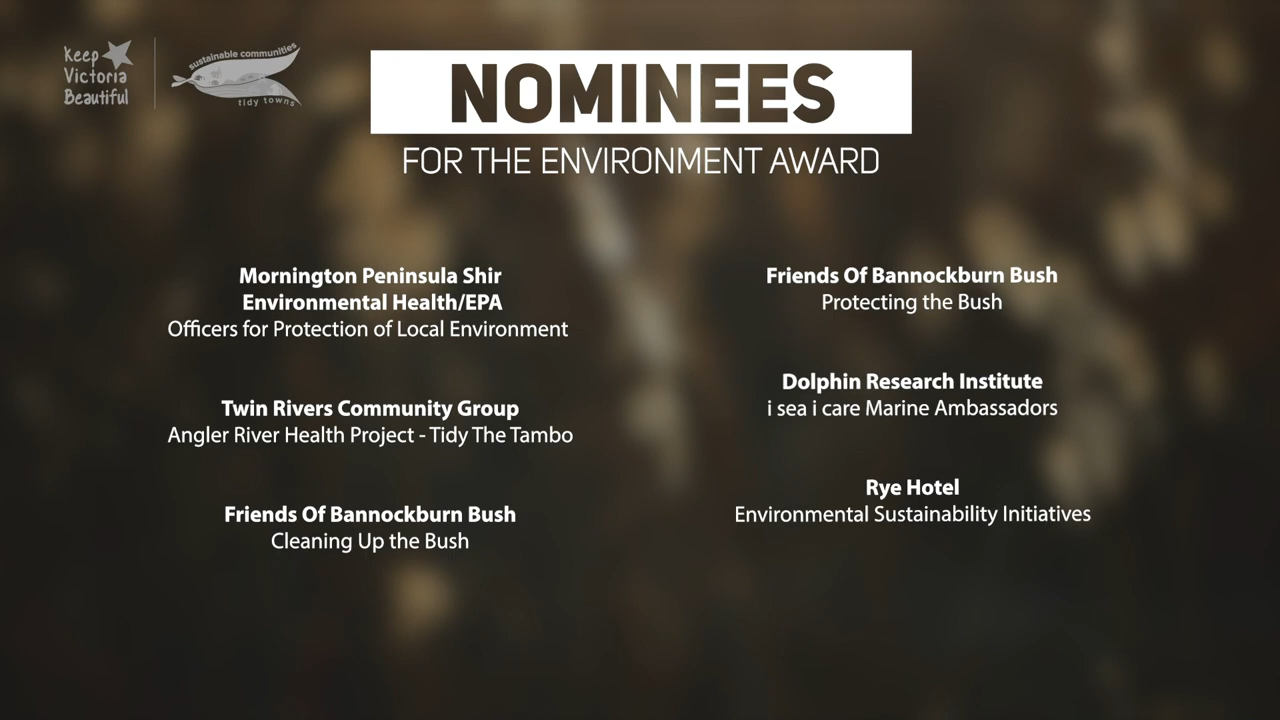 Keep
Victoria
Beautiful
sustainable communities
tidy towns
NOMINEES
FOR THE ENVIRONMENT AWARD
Mornington Peninsula Shir
Environmental Health/EPA
Officers for Protection of Local Environment
Twin Rivers Community Group
Angler River Health Project - Tidy The Tambo
Friends Of Bannockburn Bush
Cleaning Up the Bush
Friends Of Bannockburn Bush
Protecting the Bush
Dolphin Research Institute
i sea i care Marine Ambassadors
Rye Hotel
Environmental Sustainability Initiatives